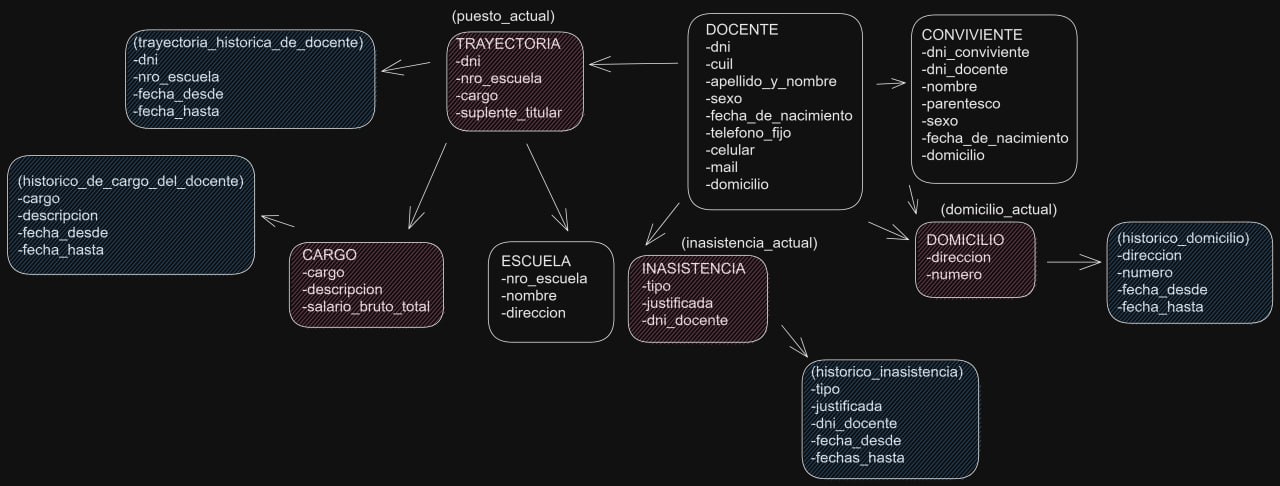 (trayectoria_historica_de_docente)
-dni
-nro_escuela
-fecha_desde
-fecha_hasta
(puesto_actual)
TRAYECTORIA
-dni
-nro_escuela
-cargo
-suplente_titular
DOCENTE
-dni
-cuil
-apellido_y_nombre
-sexo
-fecha_de_nacimiento
-telefono_fijo
-celular
-mail
-domicilio
CONVIVIENTE
-dni_conviviente
-dni_docente
-nombre
-parentesco
-sexo
-fecha_de_nacimiento
-domicilio
(historico_de_cargo_del_docente)
-cargo
-descripcion
-fecha_desde
-fecha_hasta
CARGO
-cargo
-descripcion
-salario_bruto_total
ESCUELA
-nro_escuela
-nombre
-direccion
(inasistencia_actual)
INASISTENCIA
-tipo
-justificada
-dni_docente
(domicilio_actual)
DOMICILIO
-direccion
-numero
(historico_domicilio)
-direccion
-numero
-fecha_desde
-fecha_hasta
(historico_inasistencia)
-tipo
-justificada
-dni_docente
-fecha_desde
-fechas_hasta